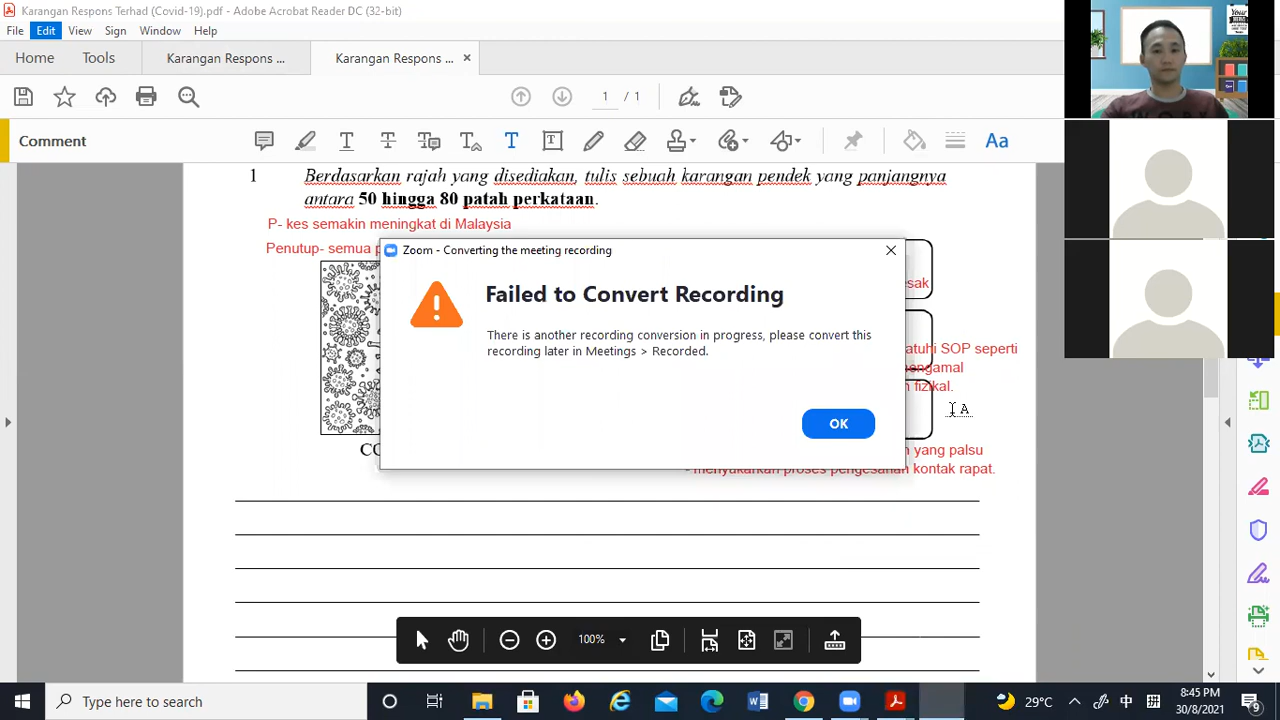 Karangan Respons Terhad (Covid-19).pdf - Adobe Acrobat Reader DC (32-bit)
File Edit View Sign Window Help
Home Tools Karangan Respons ... Karangan Respons ...
1 / 1
Comment
1 Berdasarkan rajah yang disediakan, tulis sebuah karangan pendek yang panjangnya
antara 50 hingga 80 patah perkataan.
P- kes semakin meningkat di Malaysia
Penutup- semua
Zoom - Converting the meeting recording
Failed to Convert Recording
There is another recording conversion in progress, please convert this
recording later in Meetings > Recorded.
OK
esak
atuhi SOP seperti
engamal
fizikal.
yang palsu
- menyukarkan proses pengesanan kontak rapat.
100%
Type here to search
29°C
中 拼
8:45 PM
30/8/2021
9